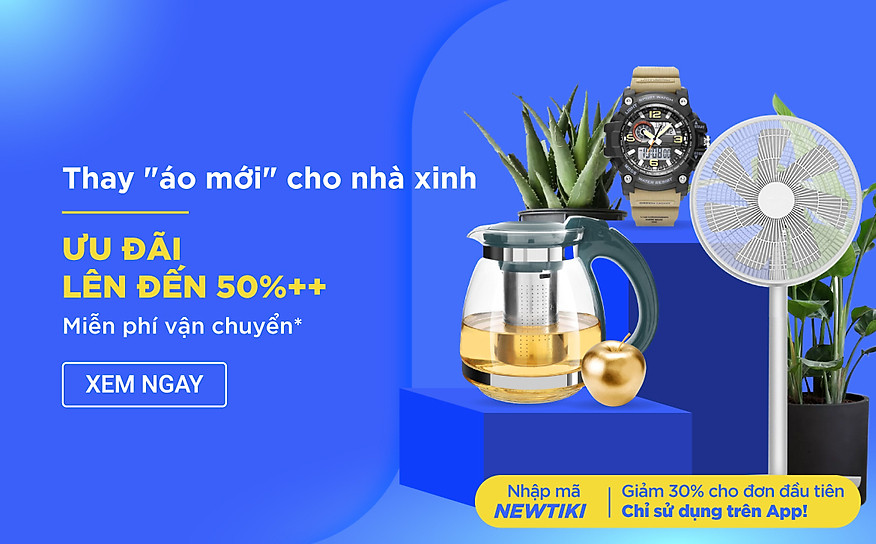 Thay "áo mới" cho nhà xinh
ƯU ĐÃI
LÊN ĐẾN 50%++
Miễn phí vận chuyển*
XEM NGAY
Nhập mã
NEWTIKI
Giảm 30% cho đơn đầu tiên
Chỉ sử dụng trên App!